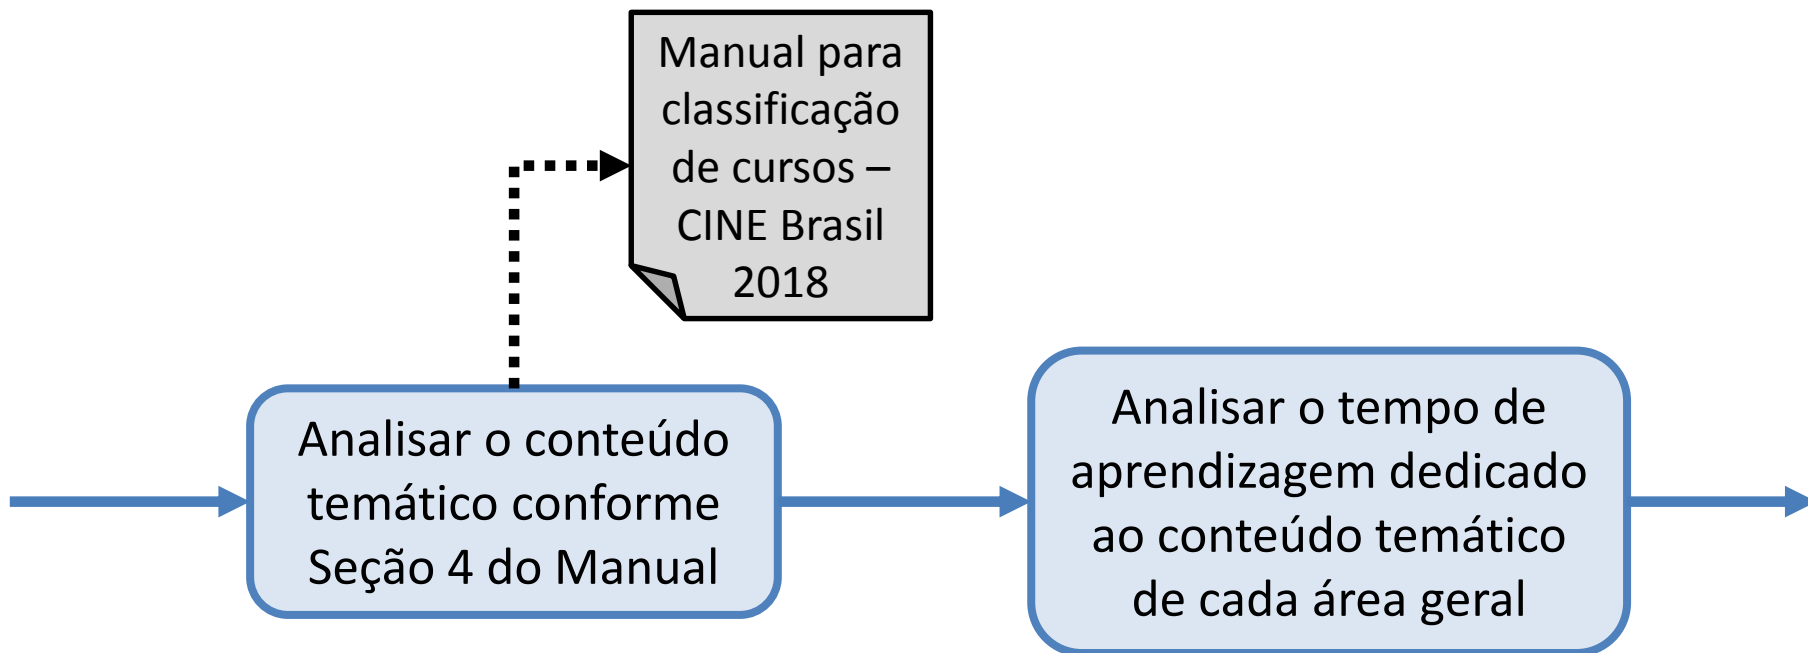 Manual para
classificação
de cursos –
CINE Brasil
2018
Analisar o conteúdo
temático conforme
Seção 4 do Manual
Analisar o tempo de
aprendizagem dedicado
ao conteúdo temático
de cada área geral